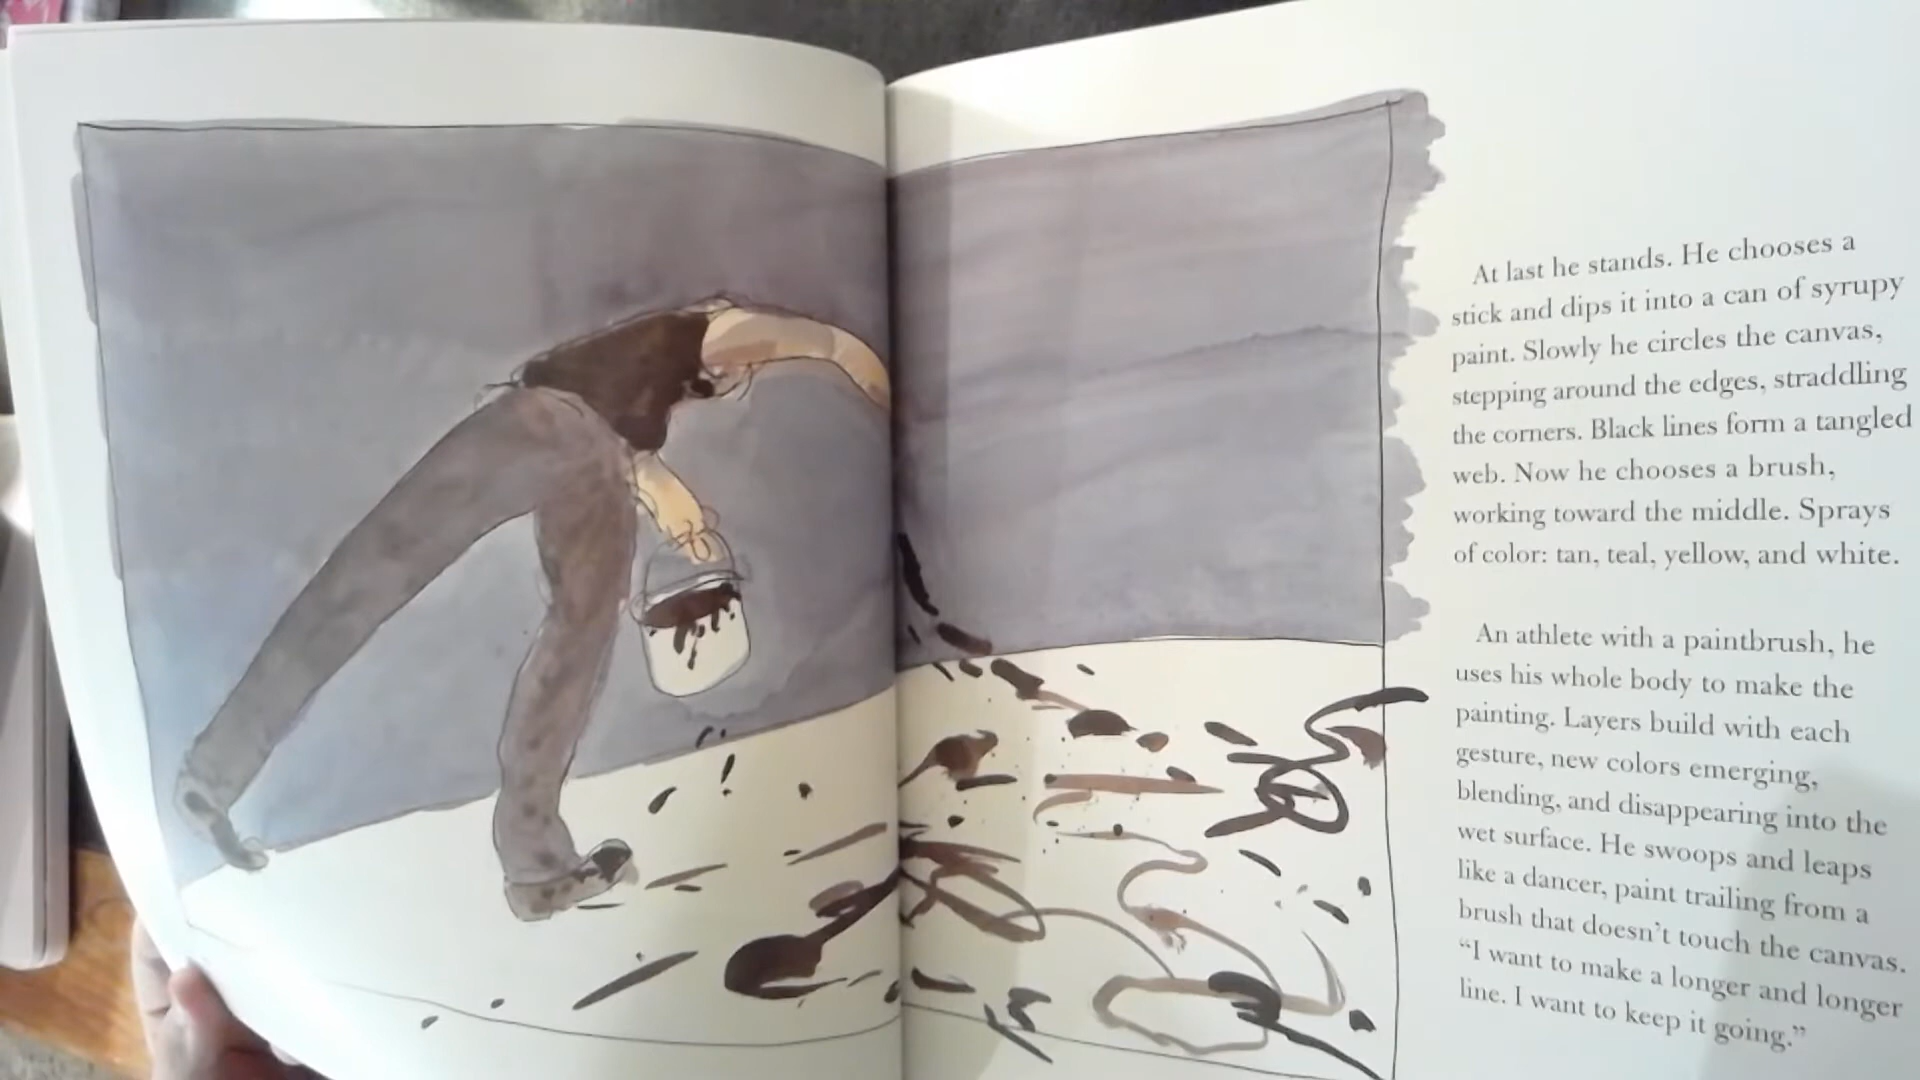 At last he stands. He chooses a
stick and dips it into a can of syrupy
paint. Slowly he circles the canvas,
stepping around the edges, straddling
the corners. Black lines form a tangled
web. Now he chooses a brush,
working toward the middle. Sprays
of color: tan, teal, yellow, and white.
An athlete with a paintbrush, he
uses his whole body to make the
painting. Layers build with each
gesture, new colors emerging,
blending, and disappearing into the
wet surface. He swoops and leaps
like a dancer, paint trailing from a
brush that doesn’t touch the canvas.
“I want to make a longer and longer
line. I want to keep it going.”